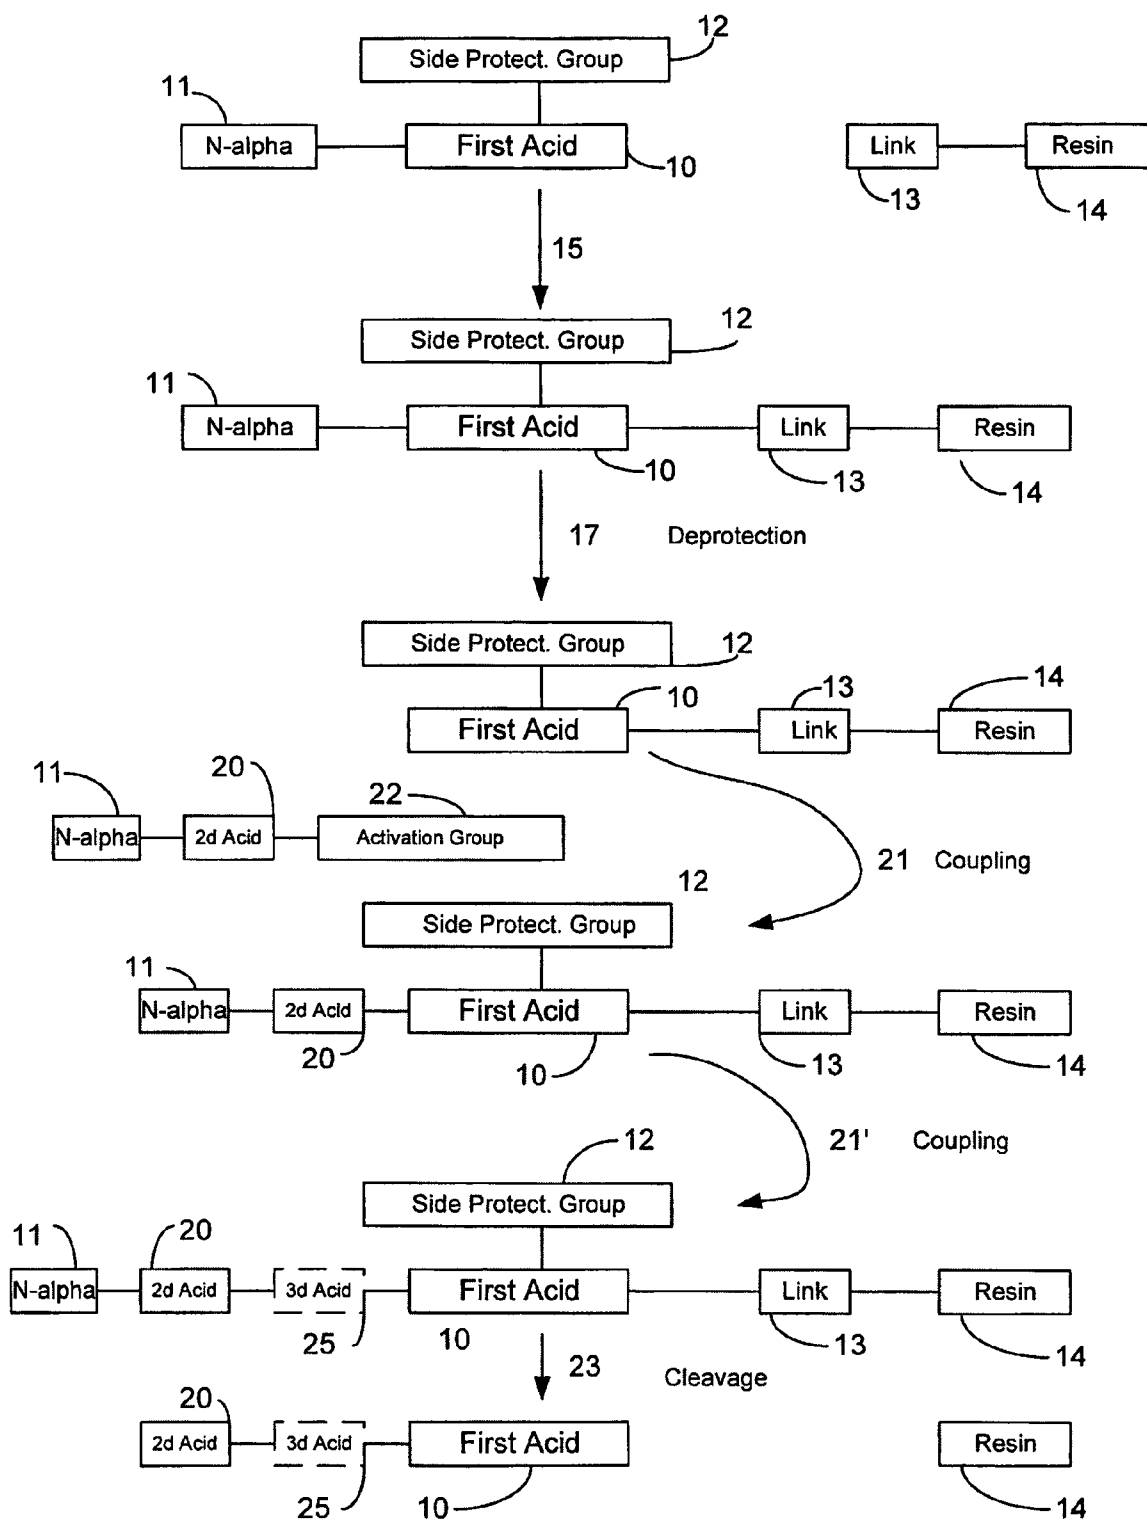 12
Side Protect. Group
11
N-alpha
First Acid
10
Link
Resin
13
14
15
Side Protect. Group
12
11
N-alpha
First Acid
Link
Resin
10
13
14
17 Deprotection
Side Protect. Group
12
10
13
14
First Acid
Link
Resin
11
20
22
N-alpha
2d Acid
Activation Group
21 Coupling
12
Side Protect. Group
11
N-alpha
2d Acid
First Acid
Link
Resin
20
10
13
14
21' Coupling
12
Side Protect. Group
11
20
N-alpha
2d Acid
3d Acid
First Acid
Link
Resin
25
10
13
14
23 Cleavage
20
2d Acid
3d Acid
First Acid
Resin
25
10
14